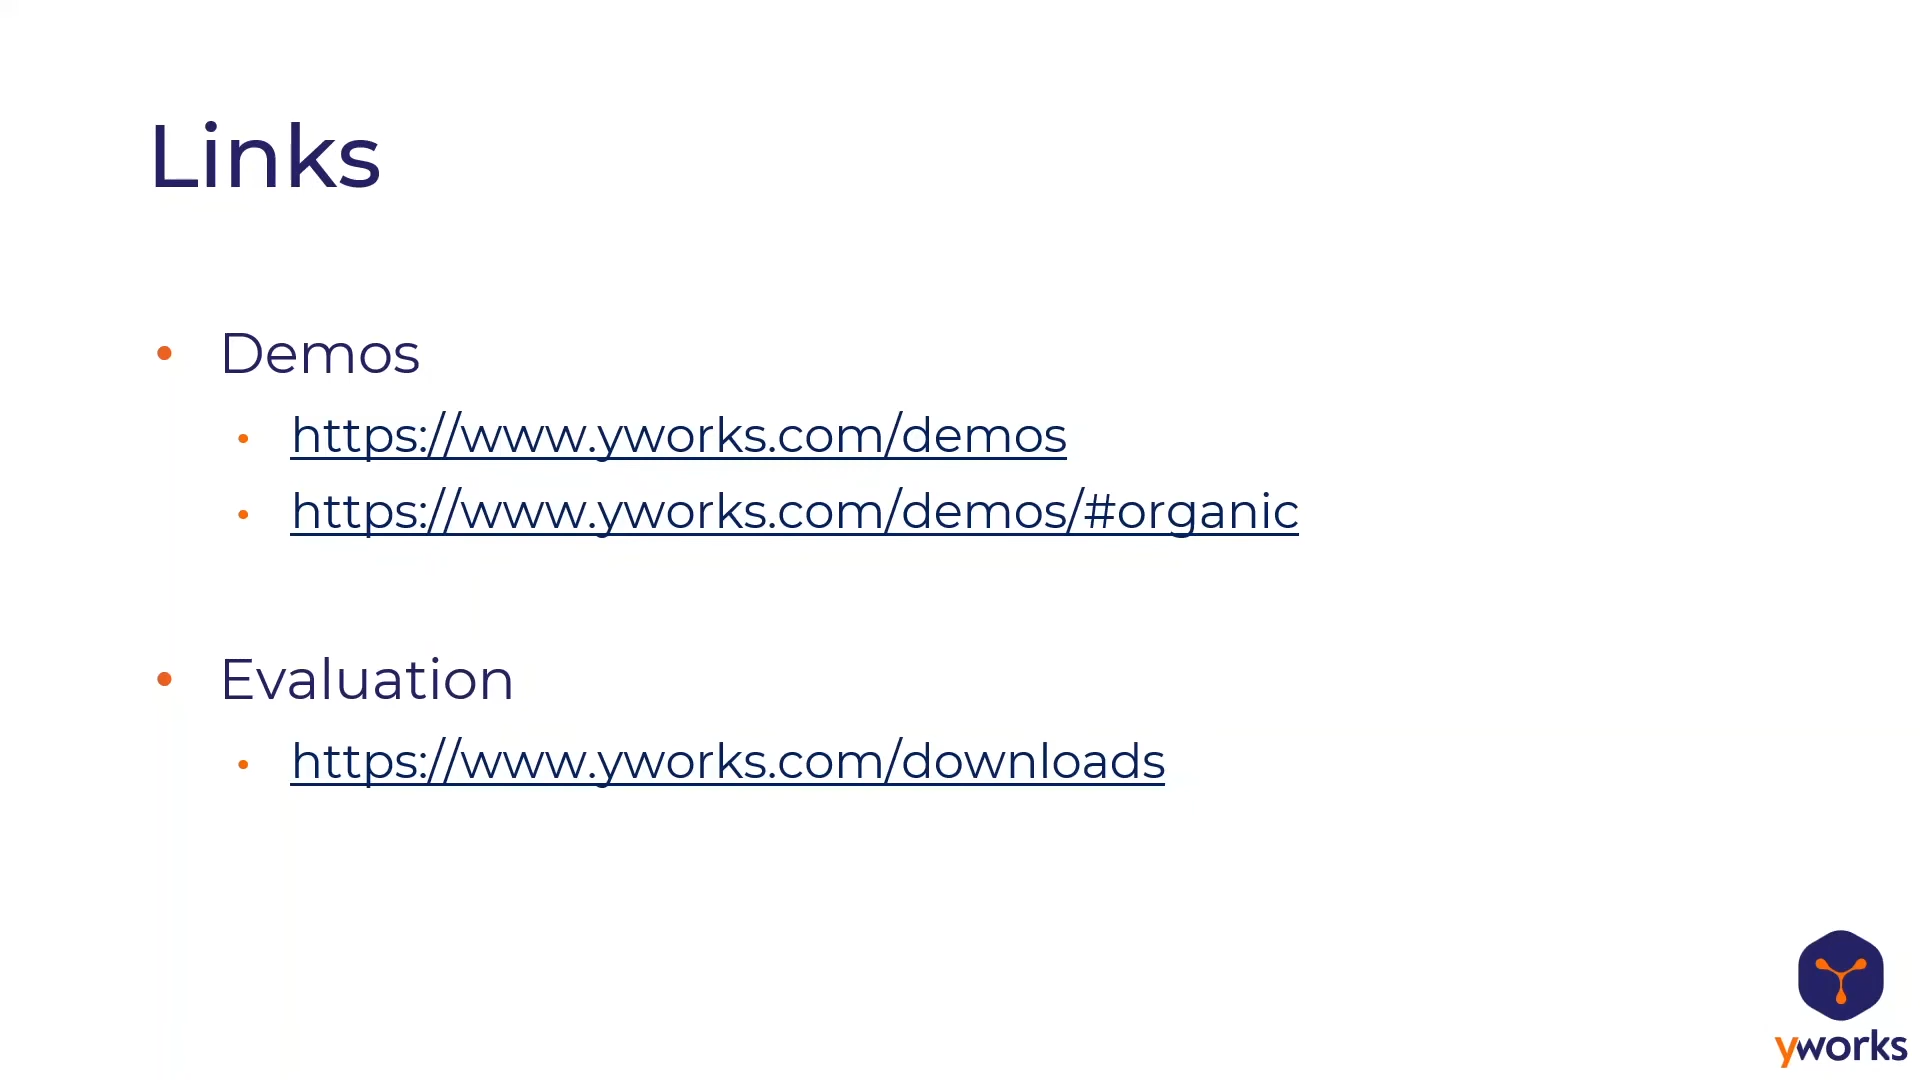 Links
• Demos
• https://www.yworks.com/demos
• https://www.yworks.com/demos/#organic
• Evaluation
• https://www.yworks.com/downloads
yworks